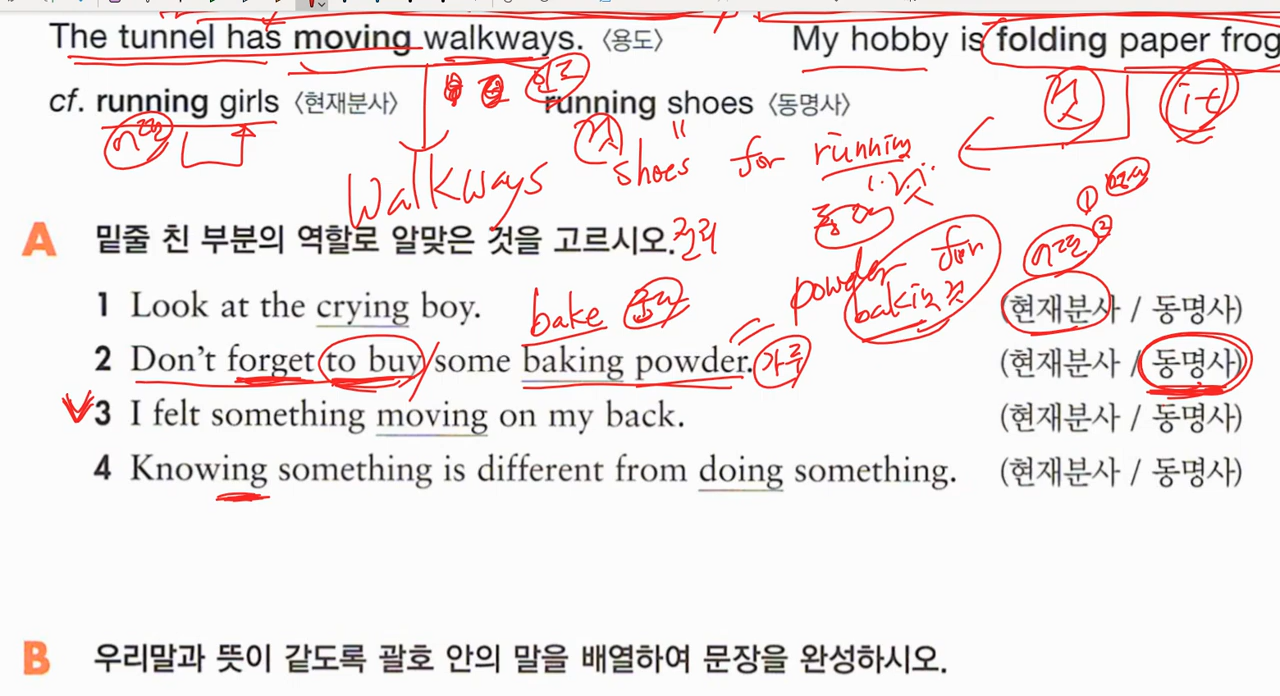 The tunnel has moving walkways. 〈용도〉 My hobby is folding paper frog
cf. running girls 〈현재분사〉 running shoes 〈동명사〉
것 it
shoes for running
walkways
A 밑줄 친 부분의 역할로 알맞은 것을 고르시오.
powder for
baking
1 Look at the crying boy. bake (현재분사 / 동명사)
2 Don't forget to buy some baking powder. 가루 (현재분사 / 동명사)
3 I felt something moving on my back. (현재분사 / 동명사)
4 Knowing something is different from doing something. (현재분사 / 동명사)
B 우리말과 뜻이 같도록 괄호 안의 말을 배열하여 문장을 완성하시오.